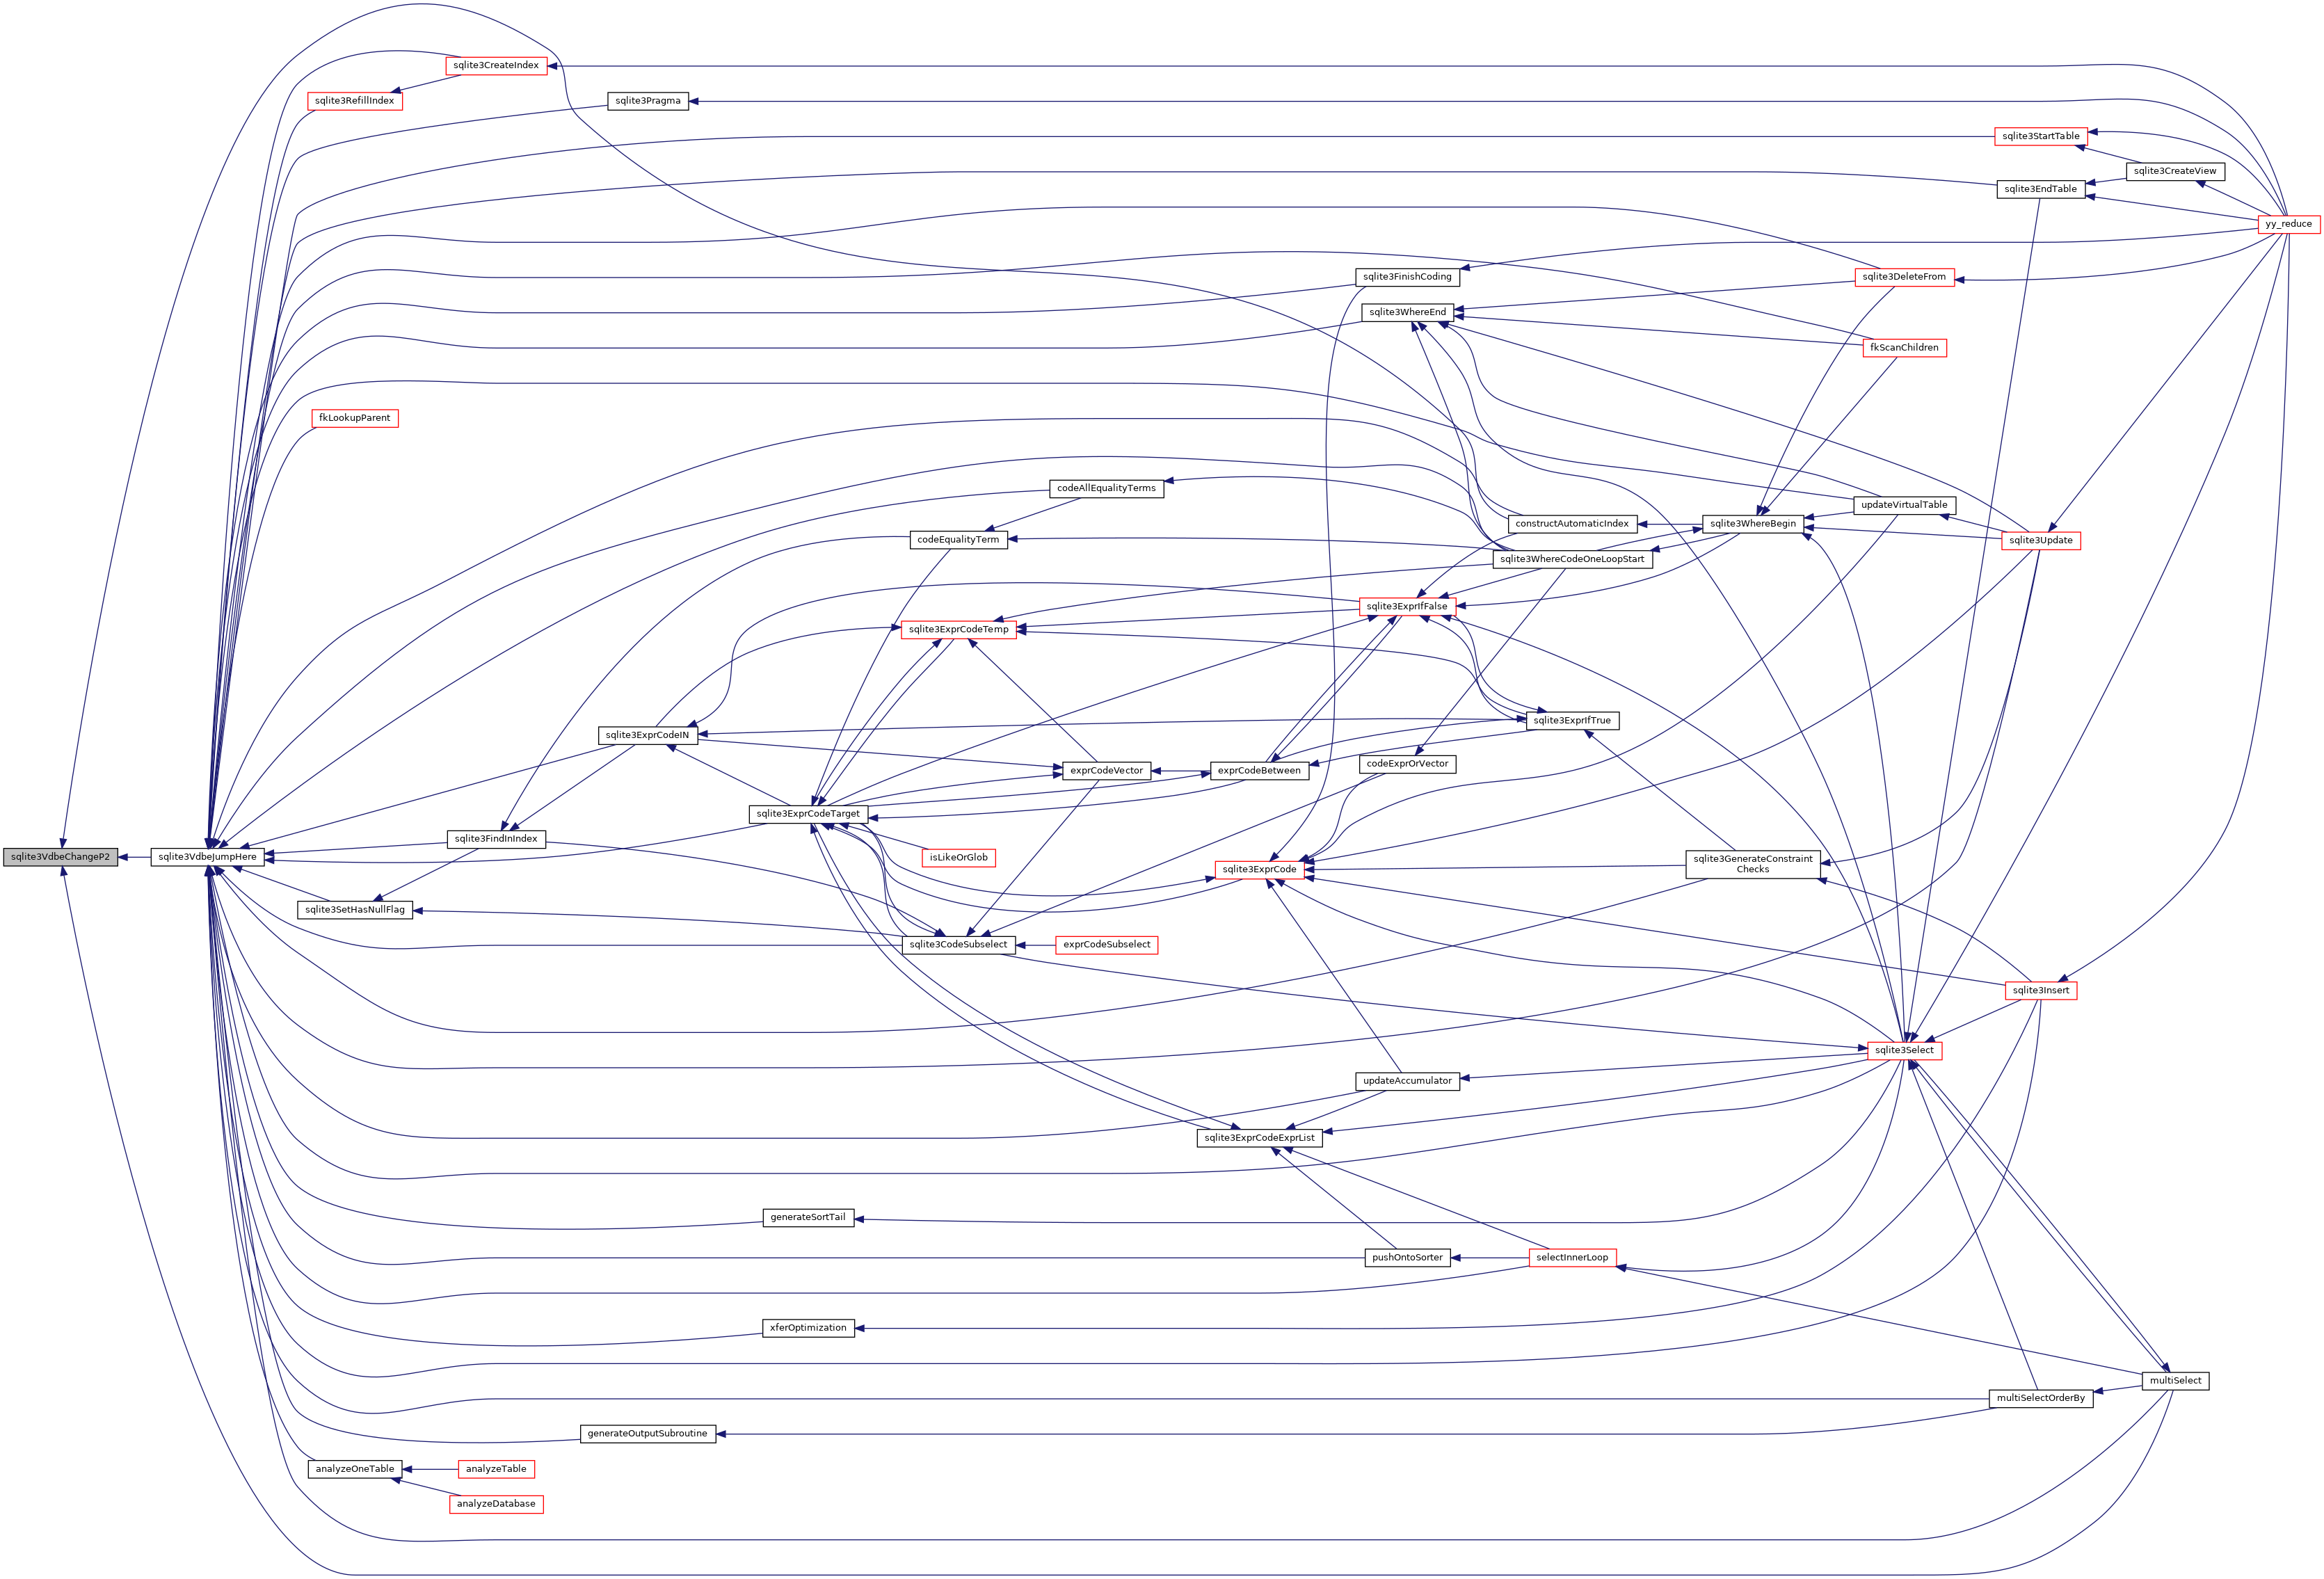 sqlite3CreateIndex
sqlite3RefillIndex
sqlite3Pragma
sqlite3StartTable
sqlite3CreateView
sqlite3EndTable
yy_reduce
sqlite3FinishCoding
sqlite3DeleteFrom
sqlite3WhereEnd
fkScanChildren
fkLookupParent
codeAllEqualityTerms
updateVirtualTable
constructAutomaticIndex
sqlite3WhereBegin
codeEqualityTerm
sqlite3Update
sqlite3WhereCodeOneLoopStart
sqlite3ExprIfFalse
sqlite3ExprCodeTemp
sqlite3ExprIfTrue
sqlite3ExprCodeIN
codeExprOrVector
exprCodeVector
exprCodeBetween
sqlite3ExprCodeTarget
sqlite3FindInIndex
sqlite3VdbeChangeP2
sqlite3VdbeJumpHere
isLikeOrGlob
sqlite3GenerateConstraint
Checks
sqlite3ExprCode
sqlite3SetHasNullFlag
sqlite3CodeSubselect
exprCodeSubselect
sqlite3Insert
sqlite3Select
updateAccumulator
sqlite3ExprCodeExprList
generateSortTail
pushOntoSorter
selectInnerLoop
xferOptimization
multiSelect
multiSelectOrderBy
generateOutputSubroutine
analyzeOneTable
analyzeTable
analyzeDatabase